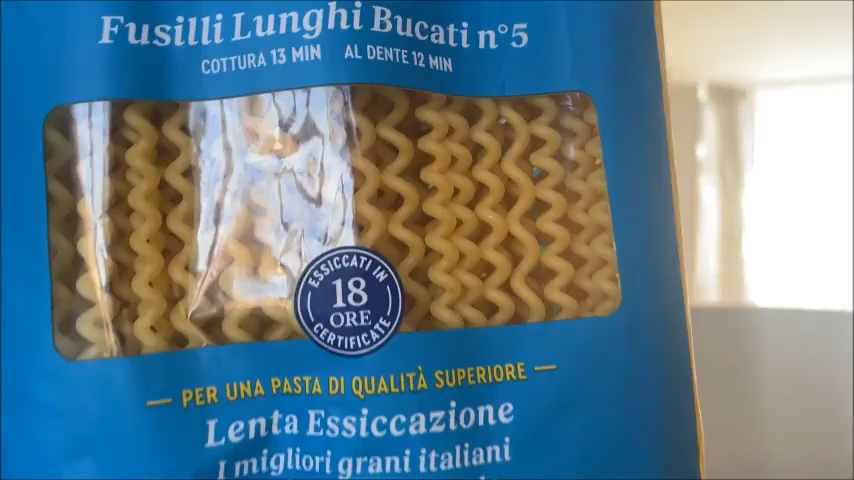 Fusilli Lunghi Bucati n°5
COTTURA 13 MIN AL DENTE 12 MIN
ESSICCATI IN
18
ORE
CERTIFICATE
PER UNA PASTA DI QUALITÀ SUPERIORE
Lenta Essiccazione
I migliori grani italiani